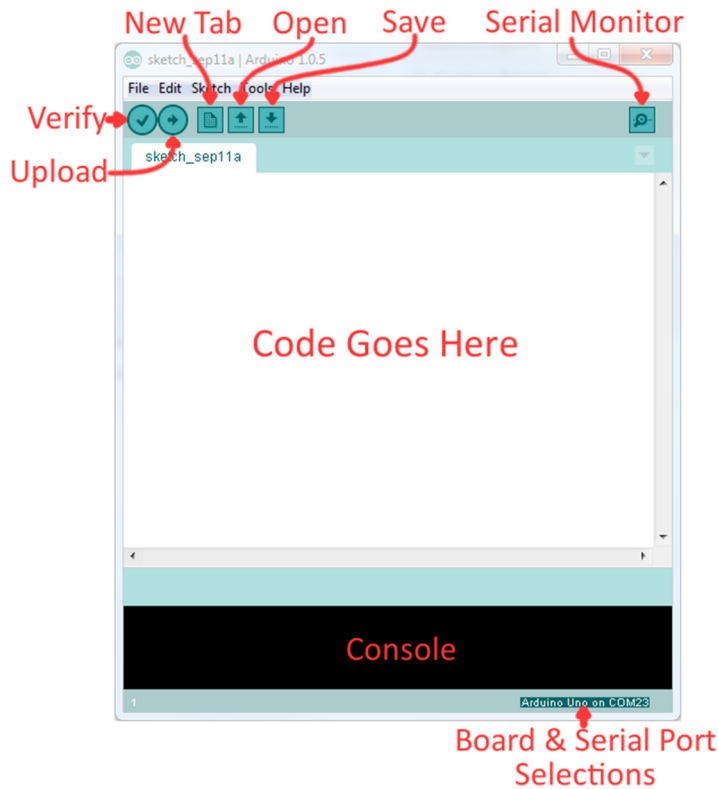 New Tab Open Save Serial Monitor
sketch_sep11a | Arduino 1.0.5
File Edit Sketch Tools Help
Verify
Upload
sketch_sep11a
Code Goes Here
Console
1
Arduino Uno on COM23
Board & Serial Port
Selections